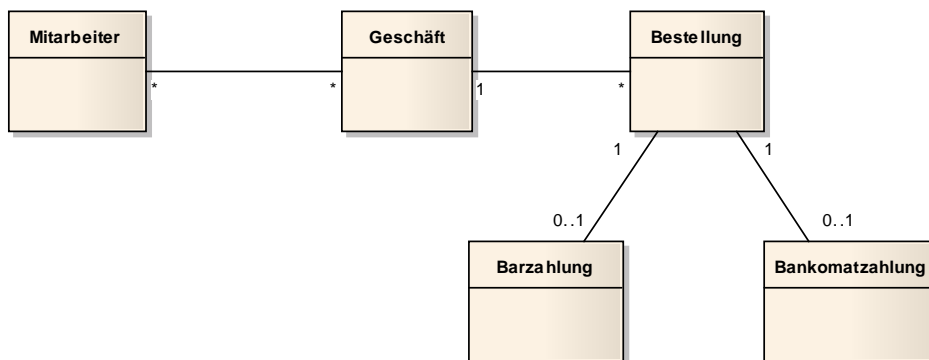 Mitarbeiter
Geschäft
Bestellung
*
*
1
*
1
1
0..1
0..1
Barzahlung
Bankomatzahlung